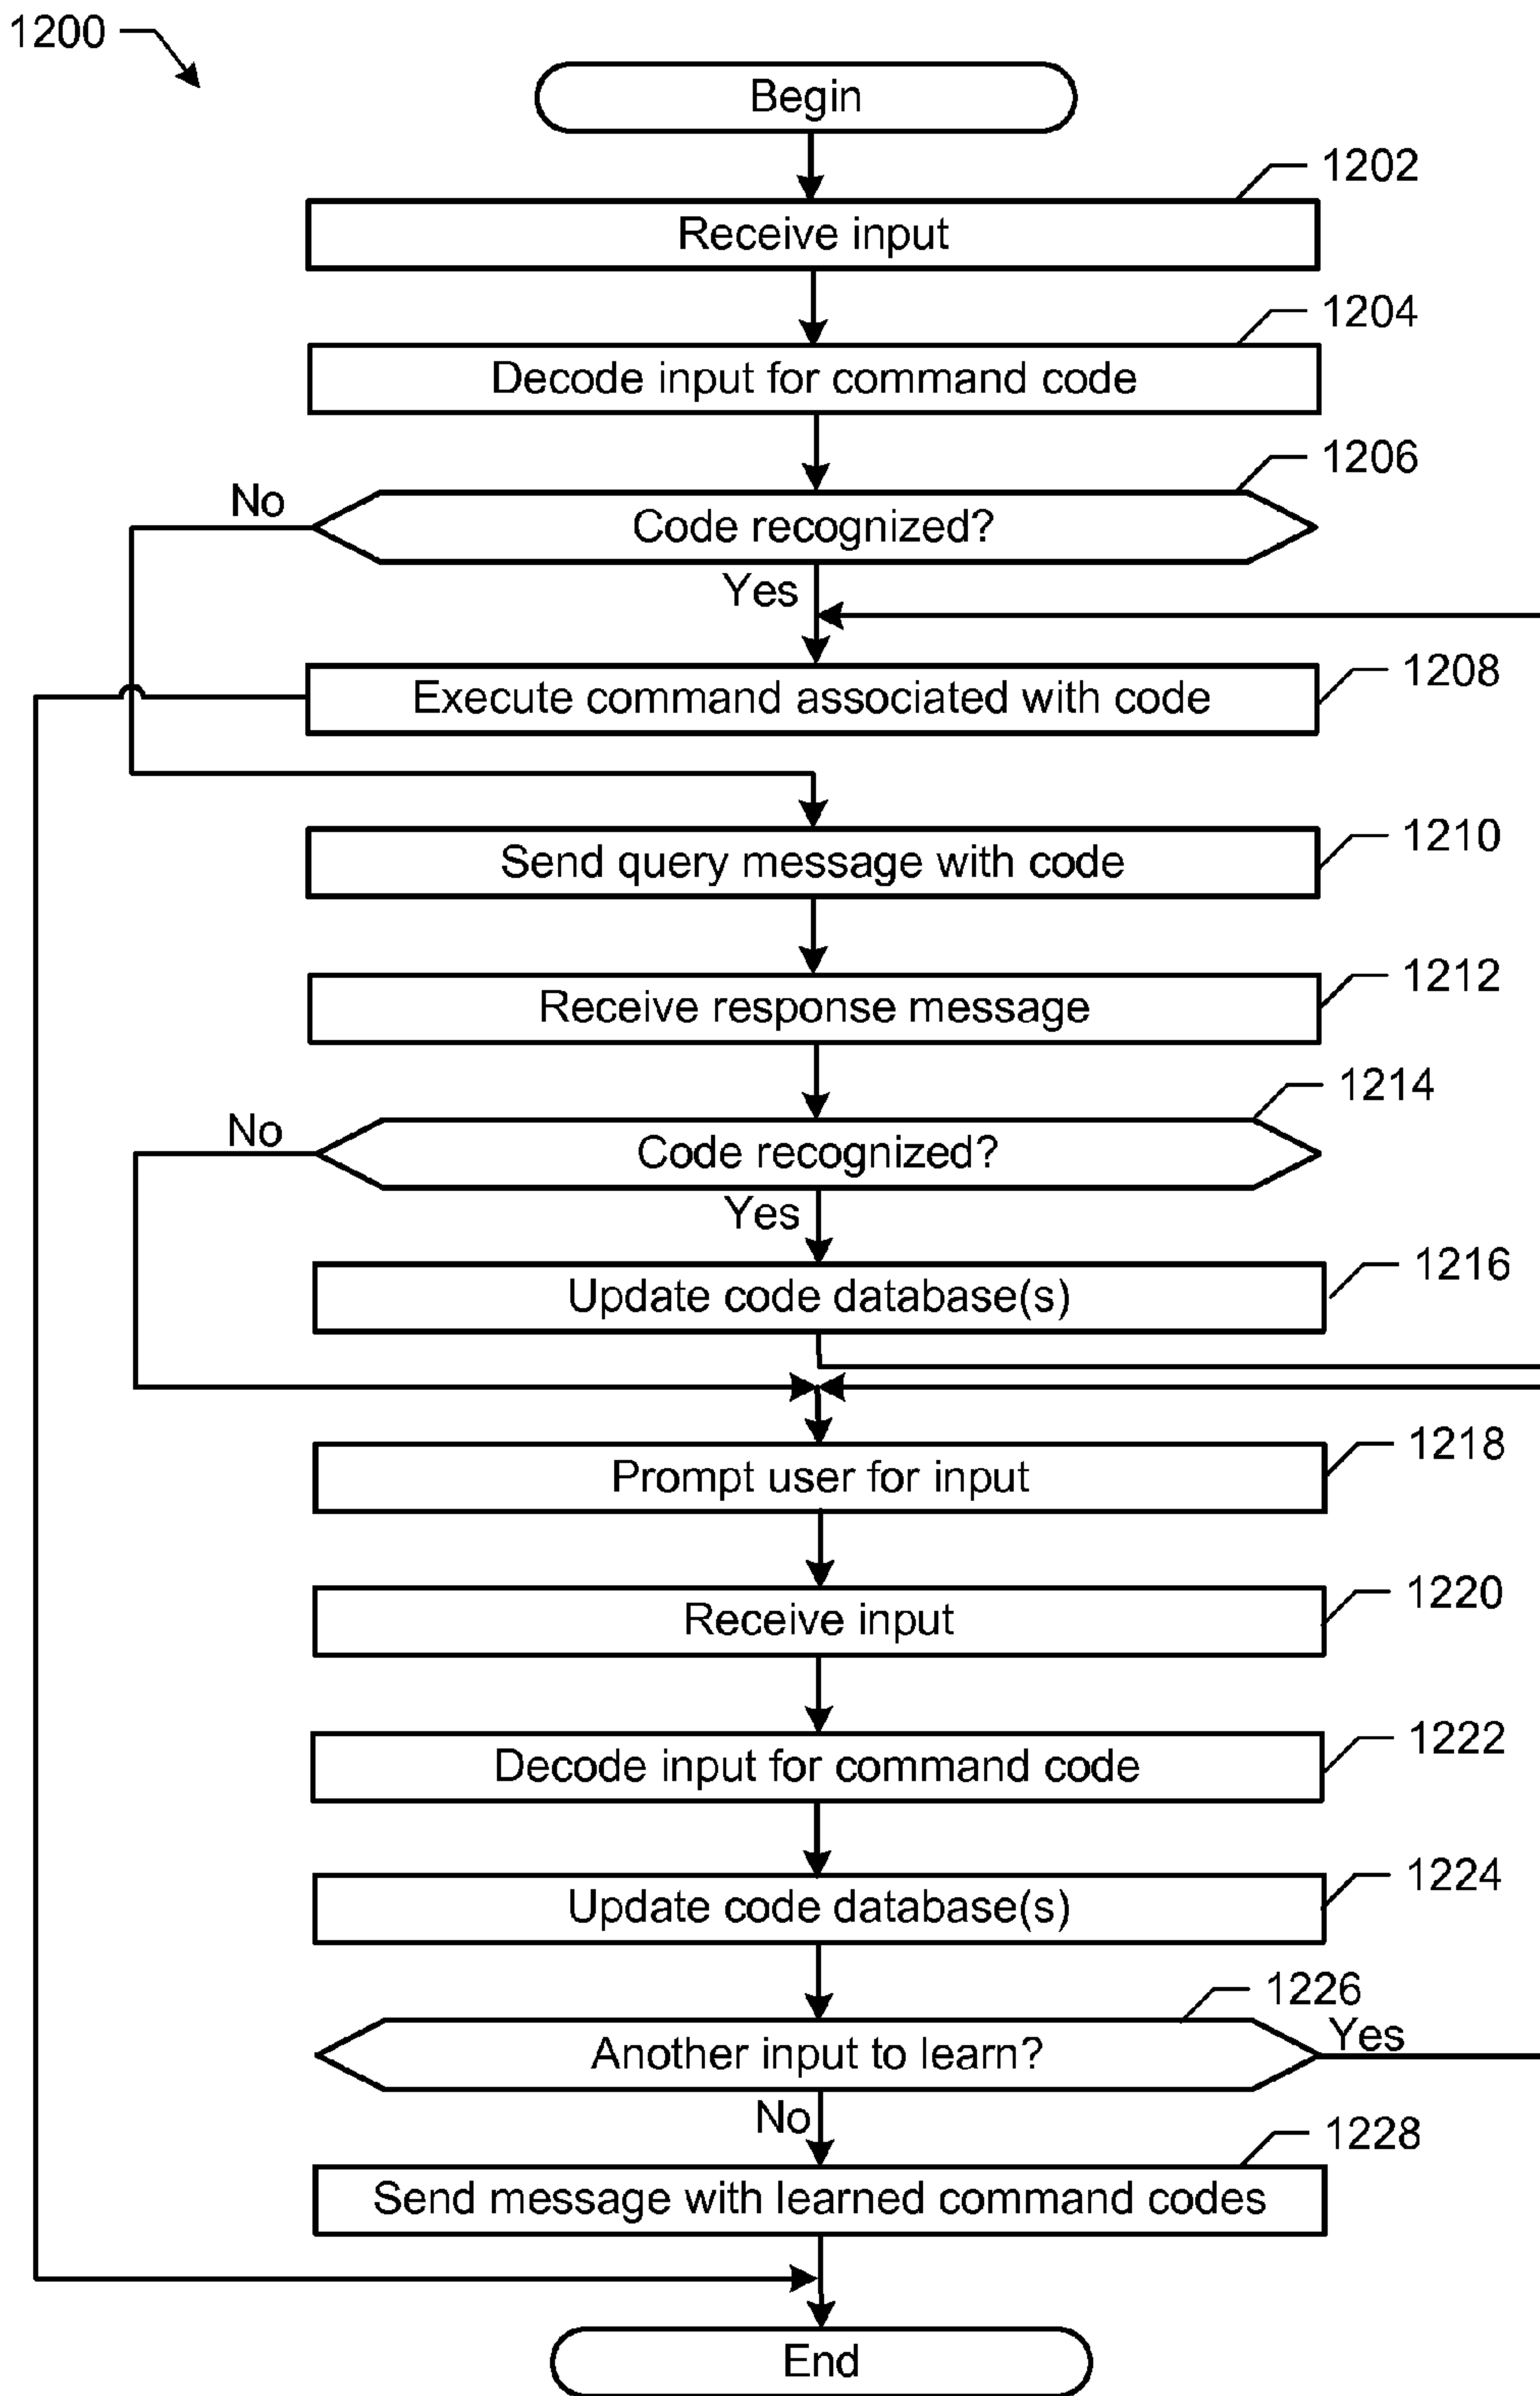 1200
Begin
1202
Receive input
1204
Decode input for command code
1206
No
Code recognized?
Yes
1208
Execute command associated with code
1210
Send query message with code
1212
Receive response message
1214
No
Code recognized?
Yes
1216
Update code database(s)
1218
Prompt user for input
1220
Receive input
1222
Decode input for command code
1224
Update code database(s)
1226
Yes
Another input to learn?
No
1228
Send message with learned command codes
End